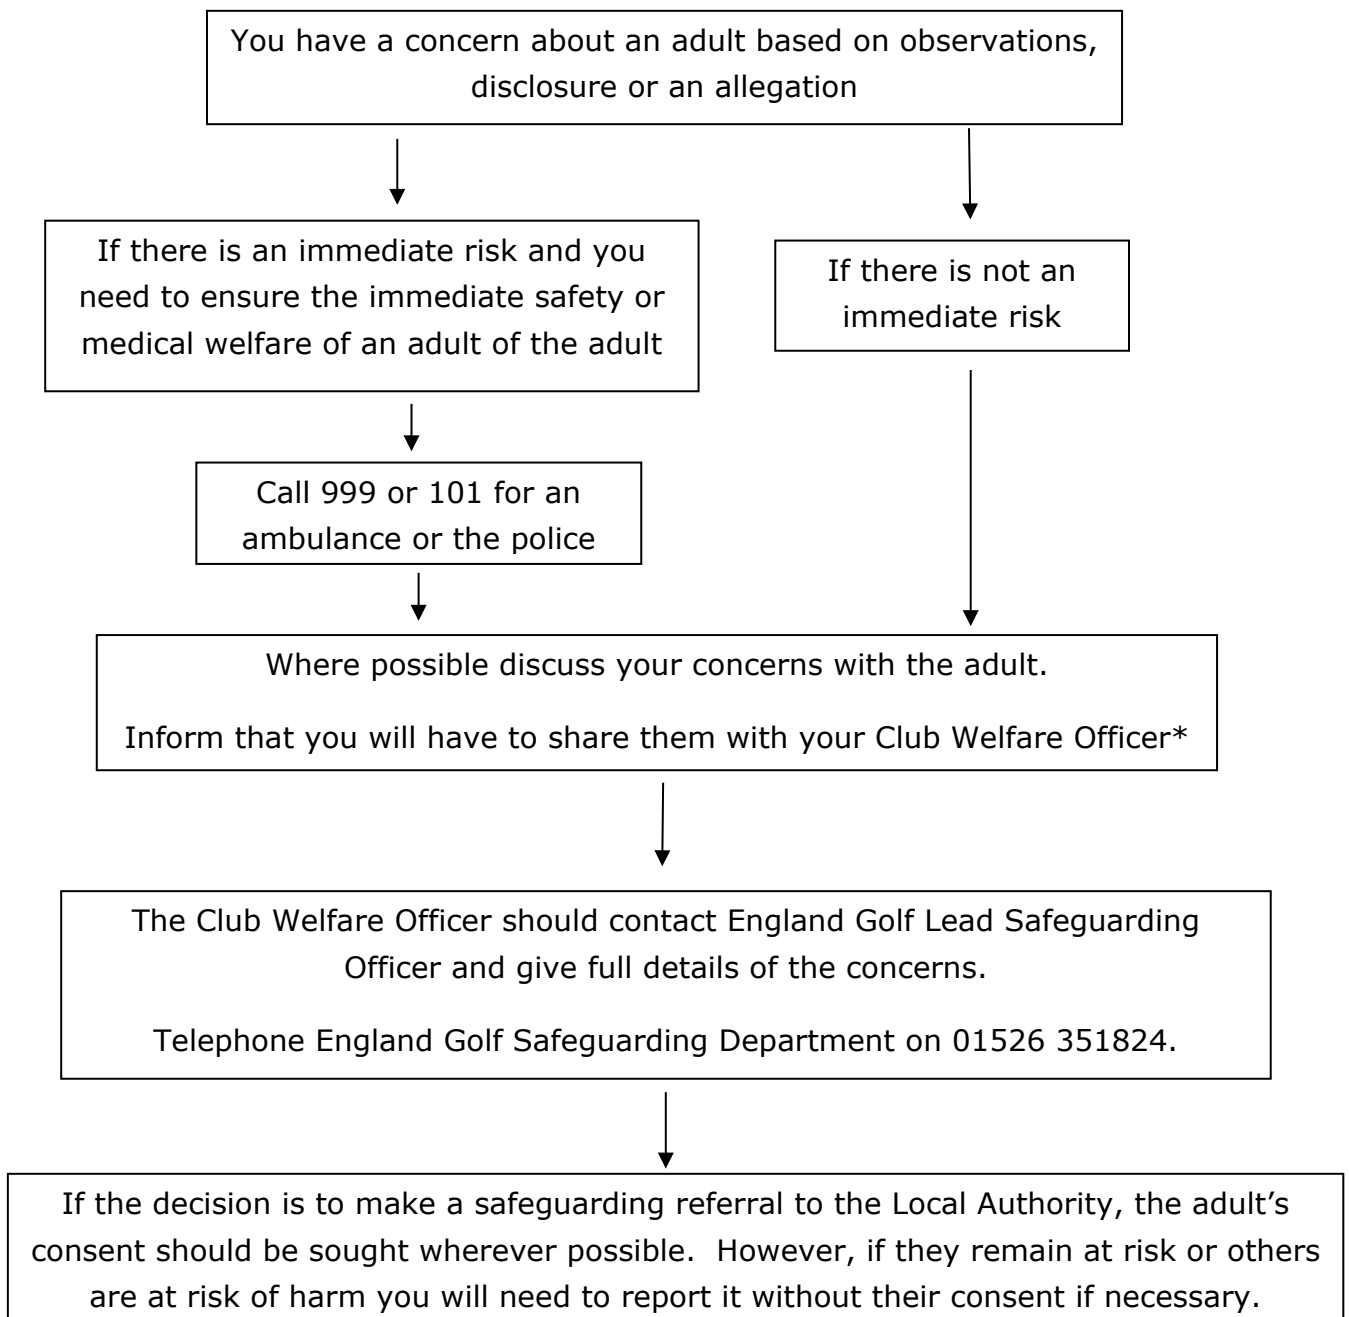 You have a concern about an adult based on observations,
disclosure or an allegation
If there is an immediate risk and you
need to ensure the immediate safety or
medical welfare of an adult of the adult
If there is not an
immediate risk
Call 999 or 101 for an
ambulance or the police
Where possible discuss your concerns with the adult.
Inform that you will have to share them with your Club Welfare Officer*
The Club Welfare Officer should contact England Golf Lead Safeguarding
Officer and give full details of the concerns.
Telephone England Golf Safeguarding Department on 01526 351824.
If the decision is to make a safeguarding referral to the Local Authority, the adult’s
consent should be sought wherever possible.  However, if they remain at risk or others
are at risk of harm you will need to report it without their consent if necessary.